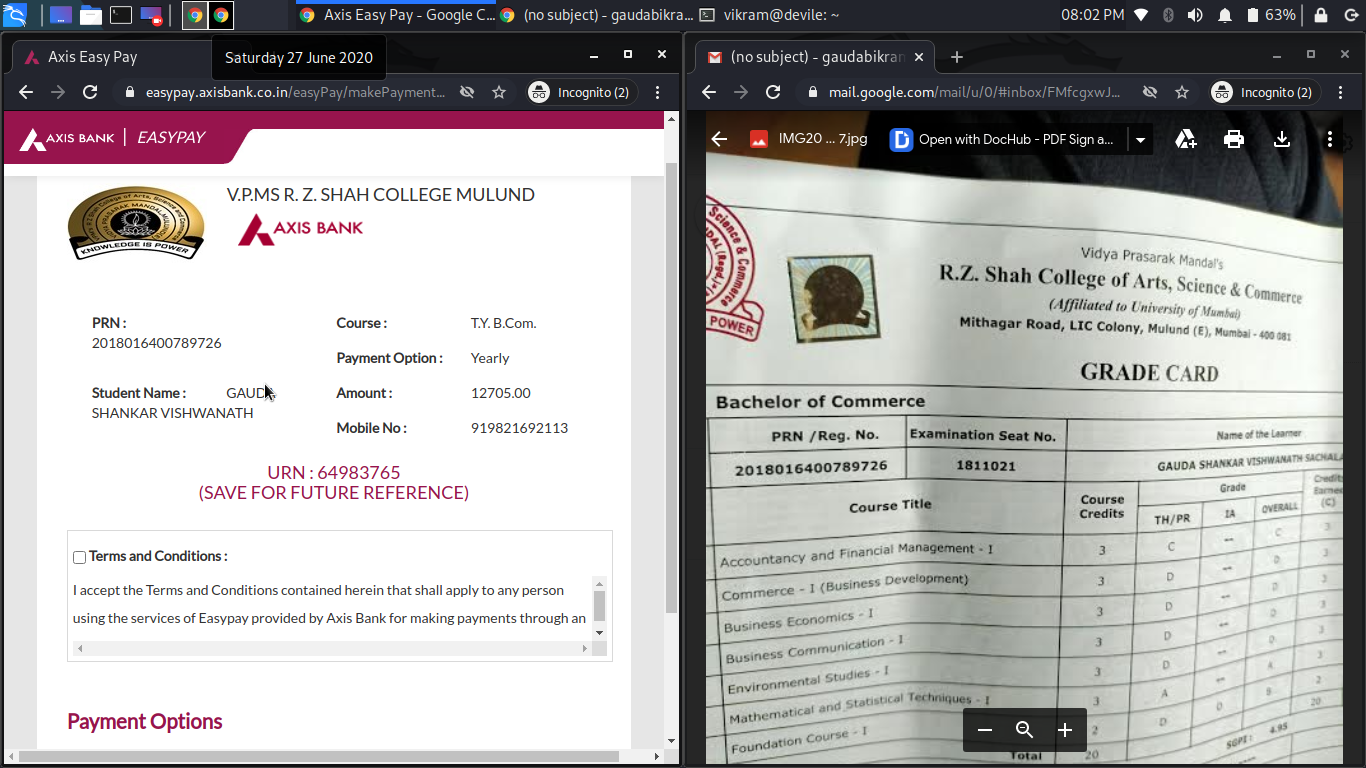 Axis Easy Pay - Google C...
(no subject) - gaudabikra...
vikram@devile: ~
08:02 PM
63%
Axis Easy Pay
Saturday 27 June 2020
easypay.axisbank.co.in/easyPay/makePayment...
Incognito (2)
AXIS BANK | EASYPAY
V.P.MS R. Z. SHAH COLLEGE MULUND
KNOWLEDGE IS POWER
AXIS BANK
PRN :
2018016400789726
Course : T.Y. B.Com.
Payment Option : Yearly
Student Name : GAUDA
SHANKAR VISHWANATH
Amount : 12705.00
Mobile No : 919821692113
URN : 64983765
(SAVE FOR FUTURE REFERENCE)
Terms and Conditions :
I accept the Terms and Conditions contained herein that shall apply to any person
using the services of Easypay provided by Axis Bank for making payments through an
Payment Options
(no subject) - gaudabikran
mail.google.com/mail/u/0/#inbox/FMfcgxwJ...
Incognito (2)
IMG20 ... 7.jpg
Open with DocHub - PDF Sign a...
Science & Commerce
POWER
Vidya Prasarak Mandal's
R.Z. Shah College of Arts, Science & Commerce
(Affiliated to University of Mumbai)
Mithagar Road, LIC Colony, Mulund (E), Mumbai - 400 081
GRADE CARD
Bachelor of Commerce
PRN /Reg. No. Examination Seat No. Name of the Learner
2018016400789726 1811021 GAUDA SHANKAR VISHWANATH SACHALA
Course Title Course Credits Grade Credits Earned (C)
TH/PR IA OVERALL
Accountancy and Financial Management - I 3 C -- C 3
Commerce - I (Business Development) 3 D -- D 3
Business Economics - I 3 D -- D 3
Business Communication - I 3 D -- D 3
Environmental Studies - I 3 D -- D 3
Mathematical and Statistical Techniques - I 3 A -- A 3
Foundation Course - I 2 D O B 2
Total 20 20
SGPI: 4.95